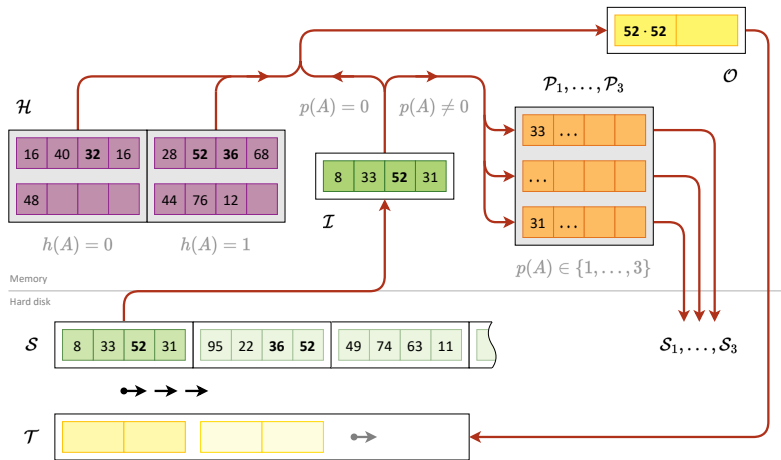 52 · 52
𝒪
ℋ
p(A) = 0
p(A) ≠ 0
𝒫₁, . . . , 𝒫₃
16 40 32 16
28 52 36 68
48
44 76 12
h(A) = 0
h(A) = 1
8 33 52 31
ℐ
33 ...
...
31 ...
p(A) ∈ {1, . . . , 3}
Memory
Hard disk
𝒮
8 33 52 31
95 22 36 52
49 74 63 11
𝒮₁, . . . , 𝒮₃
𝒯